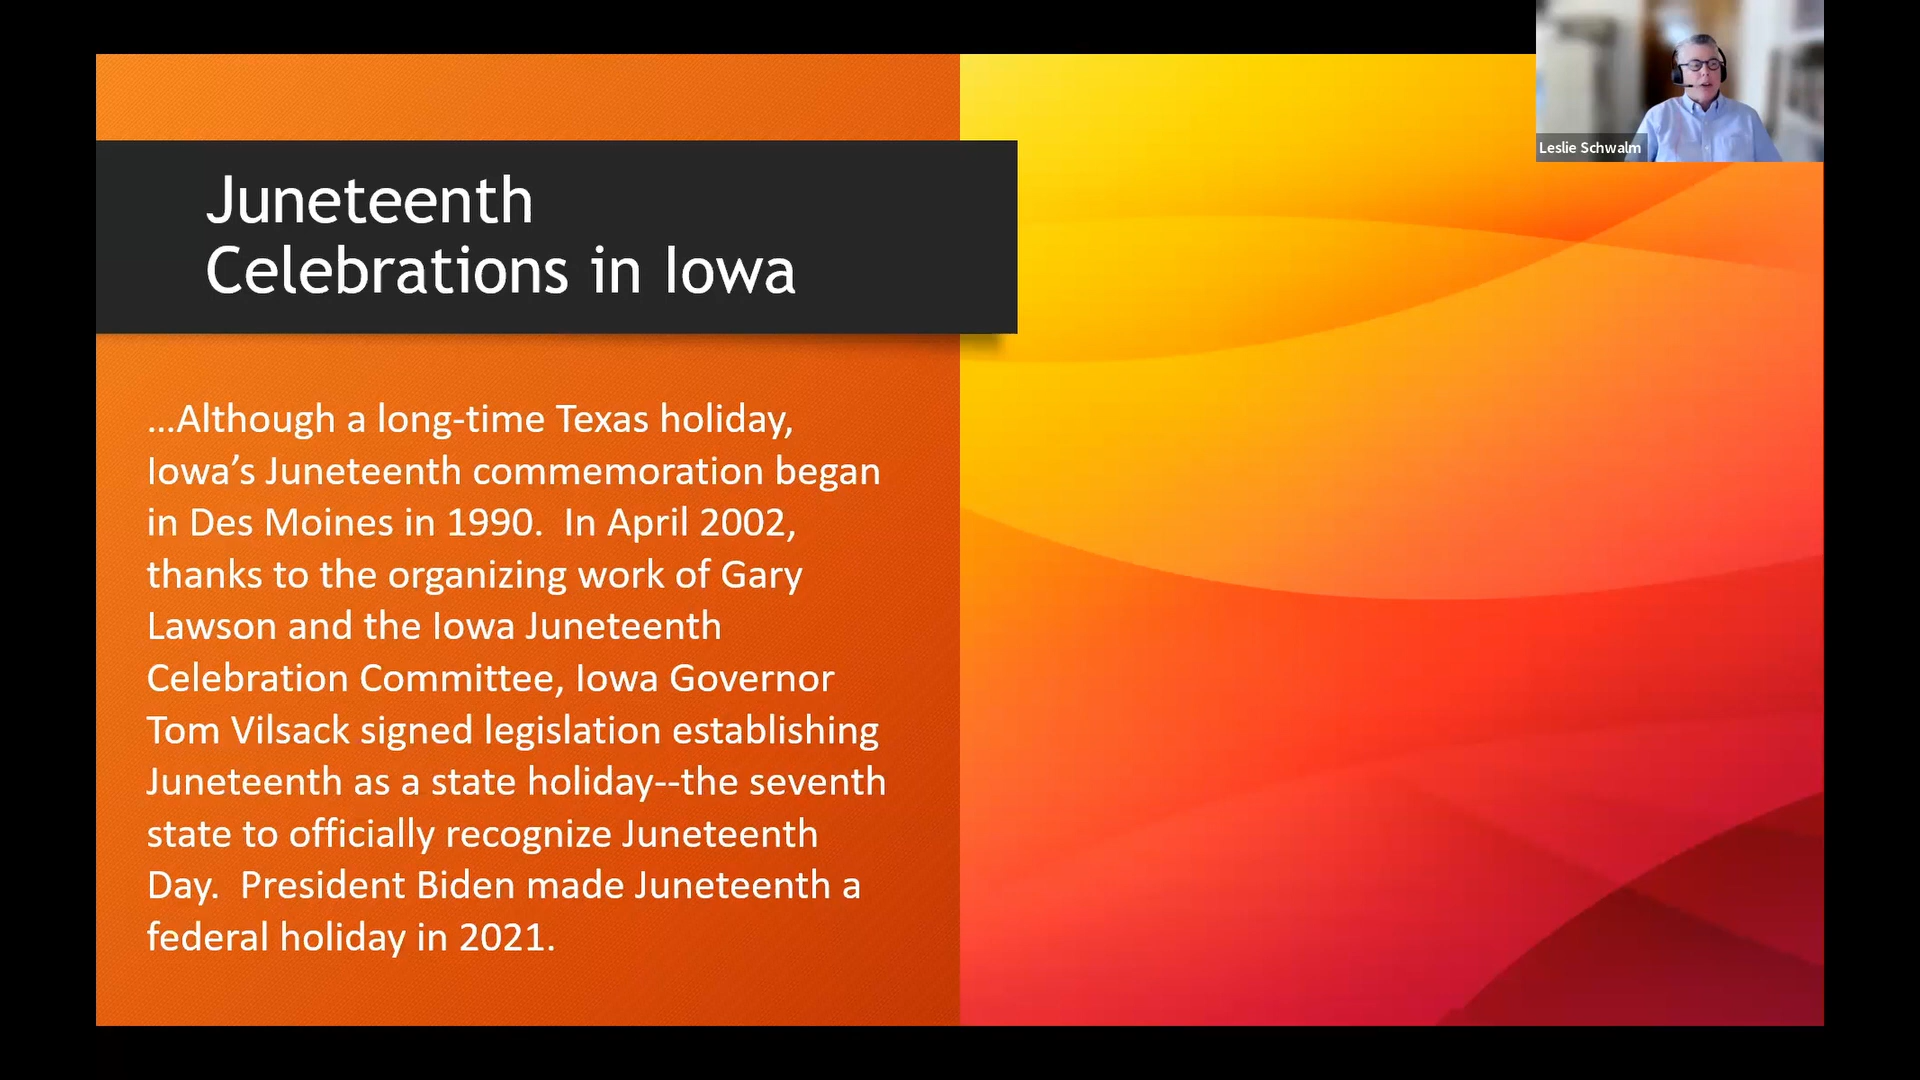 Leslie Schwalm
Juneteenth
Celebrations in Iowa
...Although a long-time Texas holiday,
Iowa’s Juneteenth commemoration began
in Des Moines in 1990.  In April 2002,
thanks to the organizing work of Gary
Lawson and the Iowa Juneteenth
Celebration Committee, Iowa Governor
Tom Vilsack signed legislation establishing
Juneteenth as a state holiday--the seventh
state to officially recognize Juneteenth
Day.  President Biden made Juneteenth a
federal holiday in 2021.